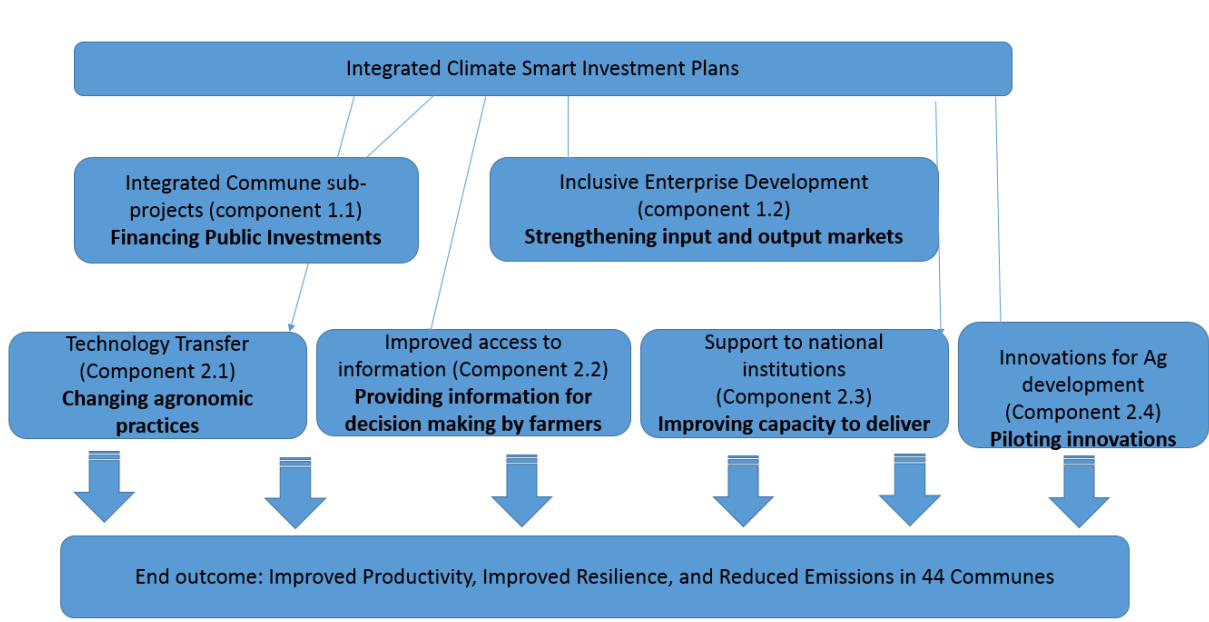 Integrated Climate Smart Investment Plans
Integrated Commune sub-
projects (component 1.1)
Financing Public Investments
Inclusive Enterprise Development
(component 1.2)
Strengthening input and output markets
Technology Transfer
(Component 2.1)
Changing agronomic
practices
Improved access to
information (Component 2.2)
Providing information for
decision making by farmers
Support to national
institutions
(Component 2.3)
Improving capacity to deliver
Innovations for Ag
development
(Component 2.4)
Piloting innovations
End outcome: Improved Productivity, Improved Resilience, and Reduced Emissions in 44 Communes